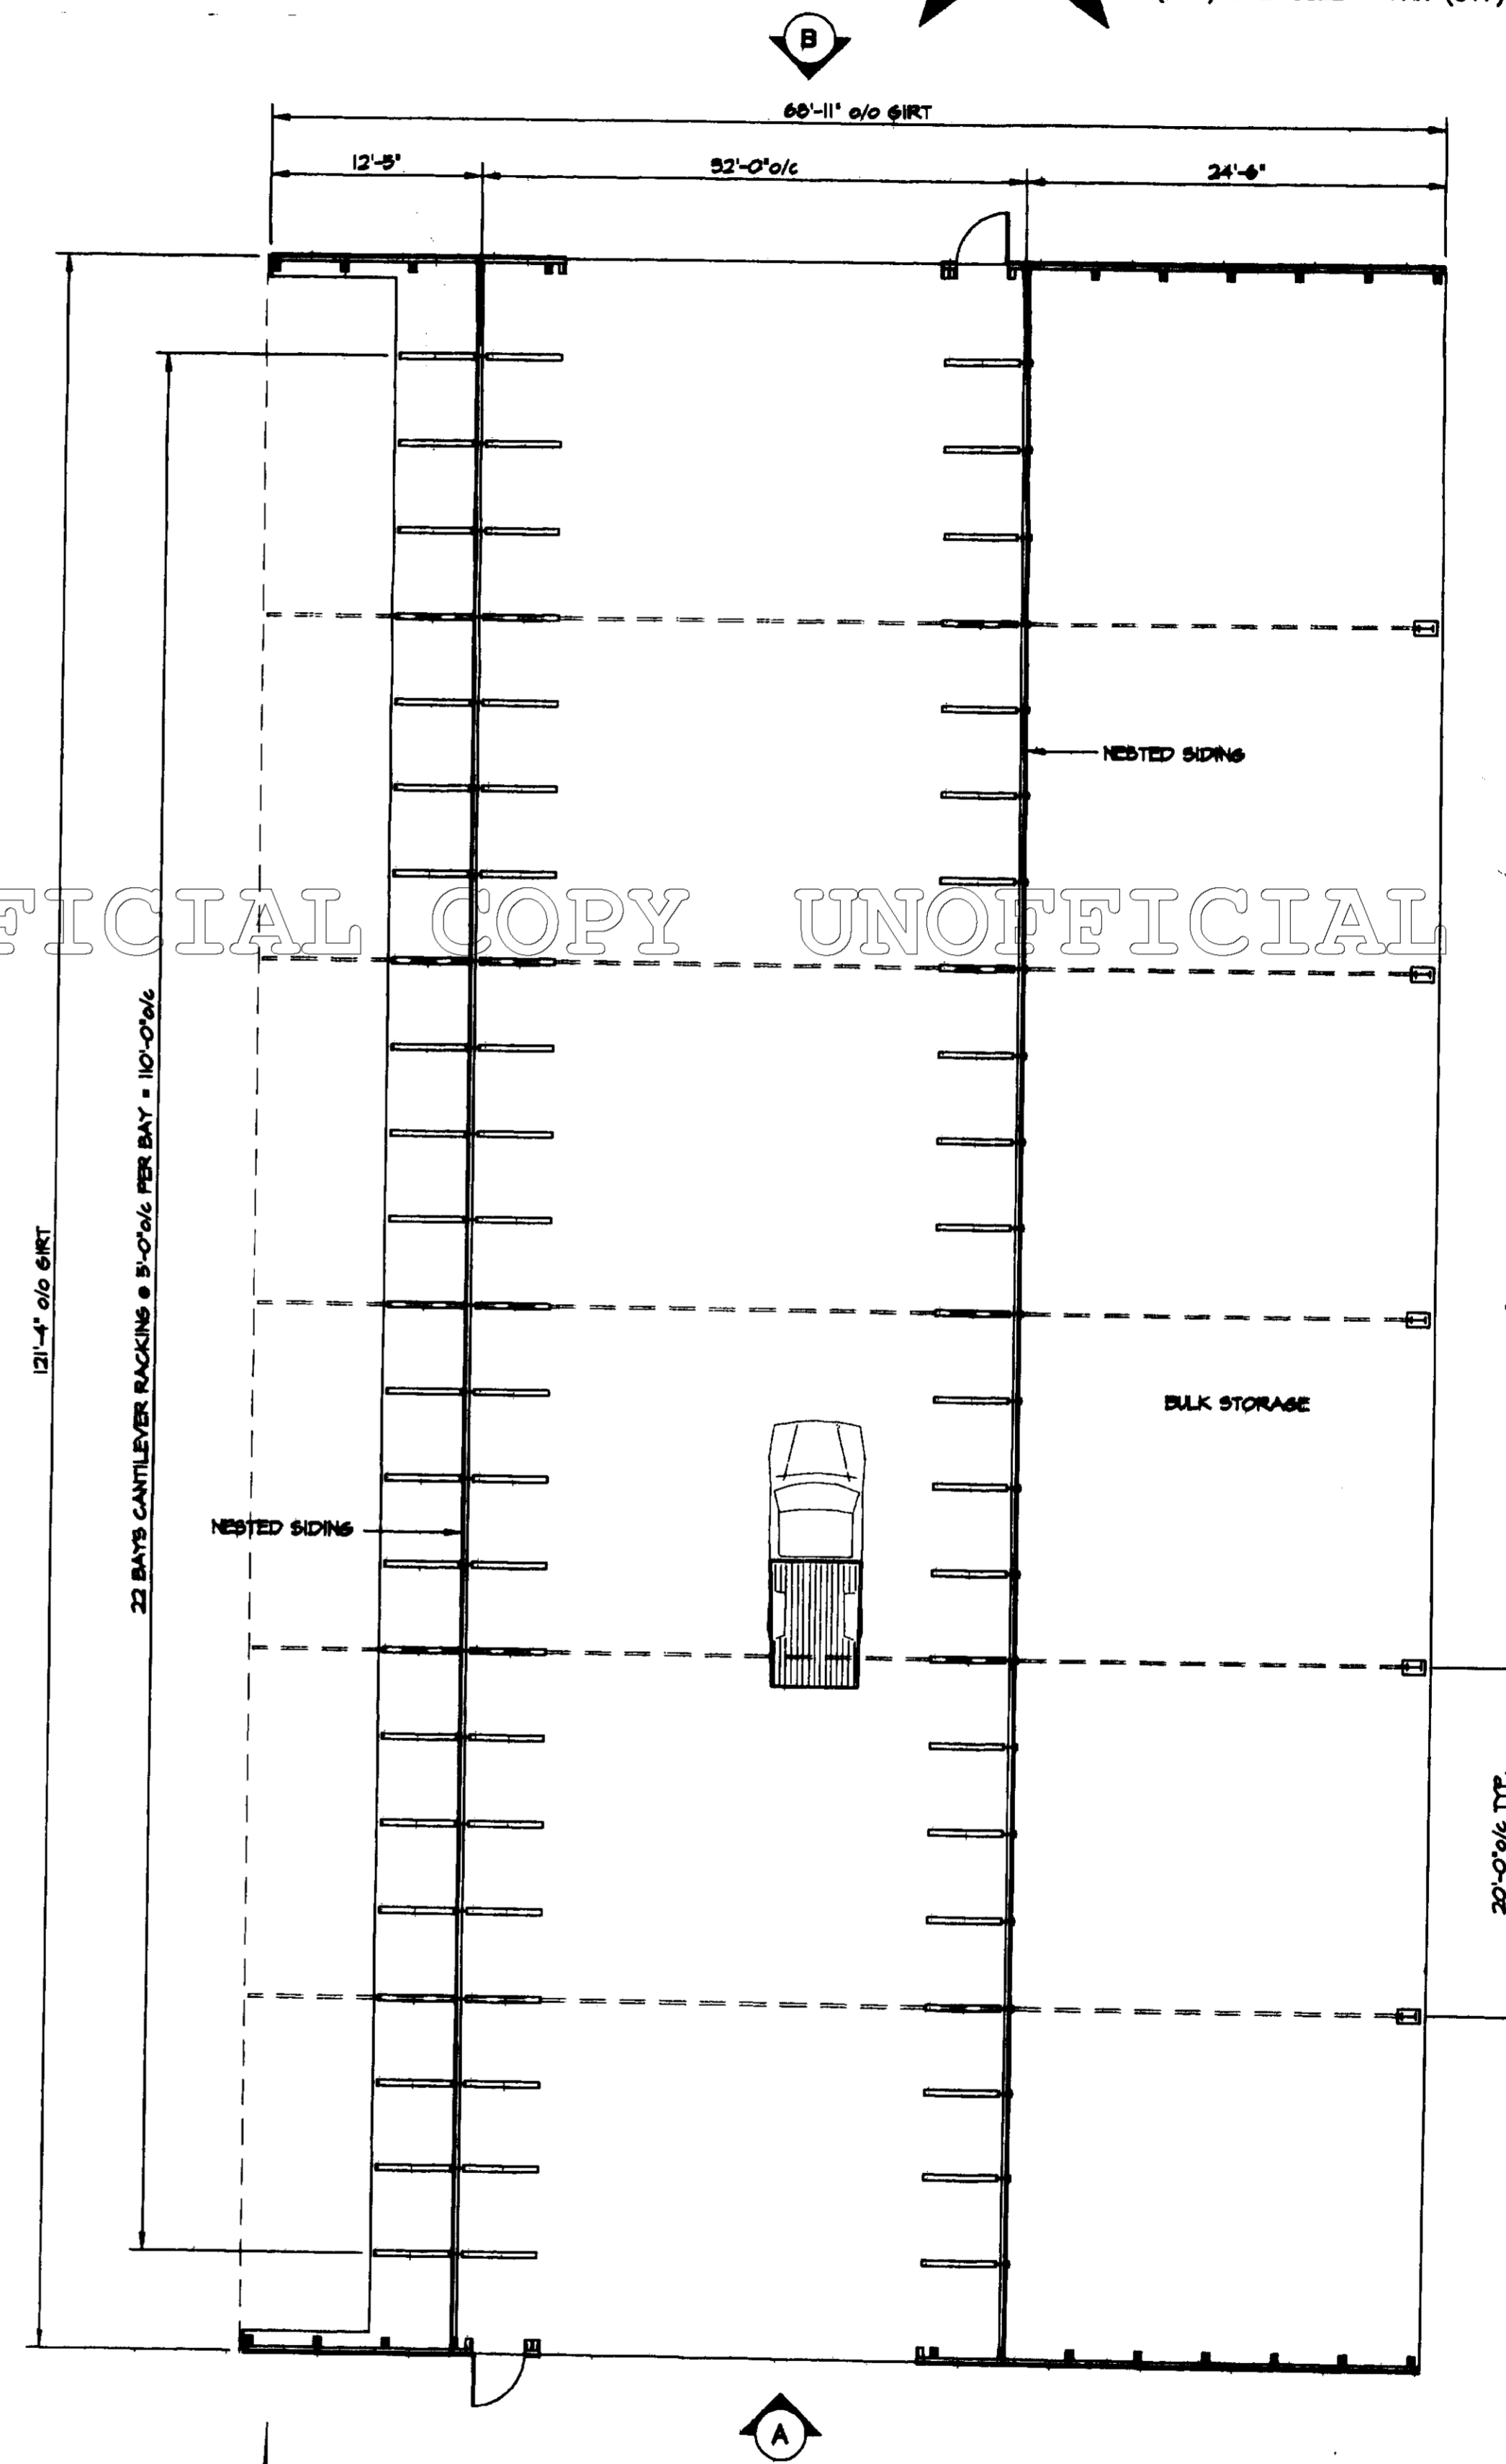 B
68'-11" o/o GIRT
12'-5"
32'-0"o/c
24'-6"
NESTED SIDING
FICIAL COPY UNOFFICIAL
22 BAYS CANTILEVER RACKING @ 5'-0"o/c PER BAY = 110'-0"o/c
121'-4" o/o GIRT
BULK STORAGE
NESTED SIDING
20'-0"o/c TYP.
A